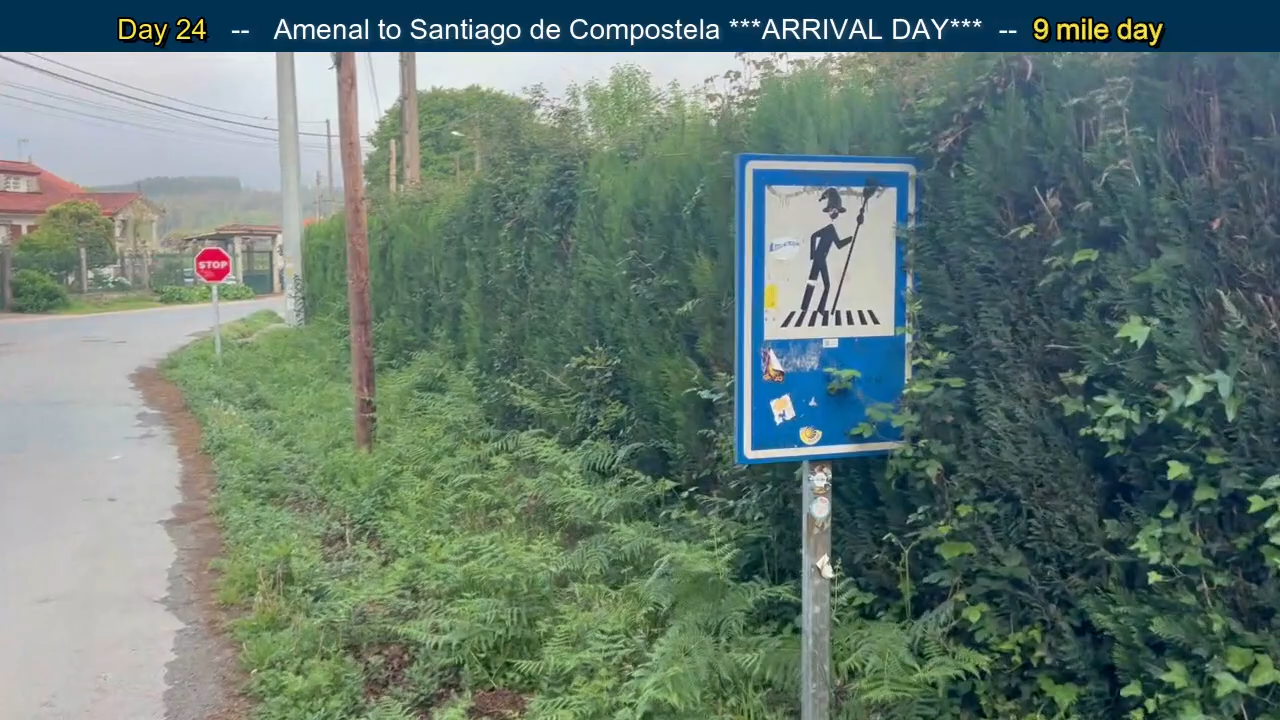 Day 24 -- Amenal to Santiago de Compostela ***ARRIVAL DAY*** -- 9 mile day
STOP